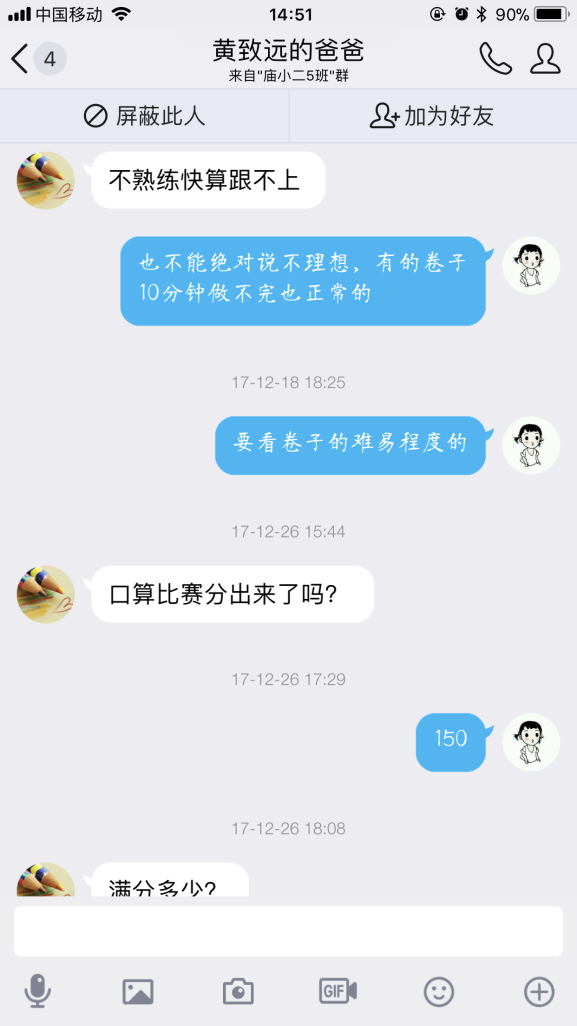 中国移动
14:51
90%
4
黄致远的爸爸
来自"庙小二5班"群
屏蔽此人
加为好友
不熟练快算跟不上
也不能绝对说不理想，有的卷子
10分钟做不完也正常的
17-12-18 18:25
要看卷子的难易程度的
17-12-26 15:44
口算比赛分出来了吗？
17-12-26 17:29
150
17-12-26 18:08
满分多少？
GIF